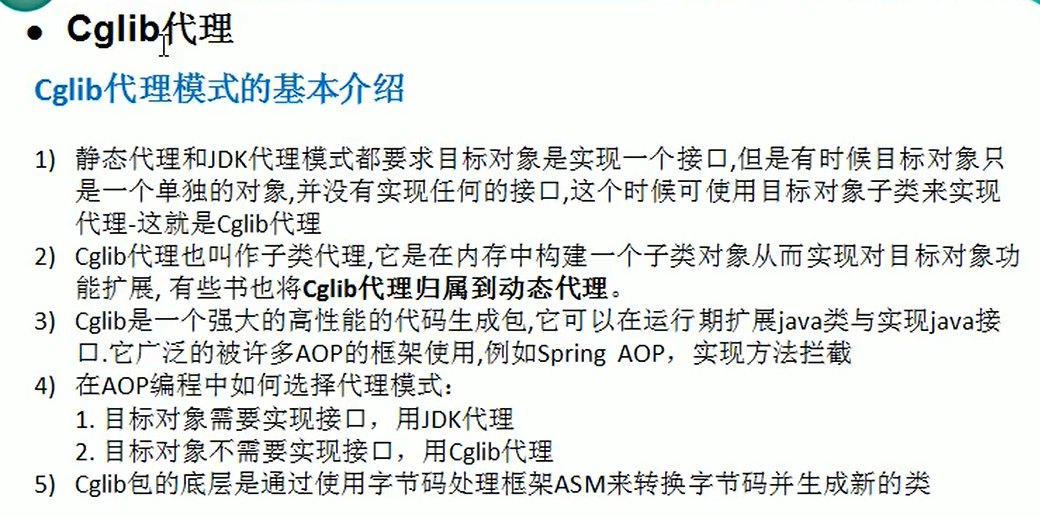 ● Cglib代理
Cglib代理模式的基本介绍
1) 静态代理和JDK代理模式都要求目标对象是实现一个接口,但是有时候目标对象只
是一个单独的对象,并没有实现任何的接口,这个时候可使用目标对象子类来实现
代理-这就是Cglib代理
2) Cglib代理也叫作子类代理,它是在内存中构建一个子类对象从而实现对目标对象功
能扩展, 有些书也将Cglib代理归属到动态代理。
3) Cglib是一个强大的高性能的代码生成包,它可以在运行期扩展java类与实现java接
口.它广泛的被许多AOP的框架使用,例如Spring AOP，实现方法拦截
4) 在AOP编程中如何选择代理模式：
1. 目标对象需要实现接口，用JDK代理
2. 目标对象不需要实现接口，用Cglib代理
5) Cglib包的底层是通过使用字节码处理框架ASM来转换字节码并生成新的类